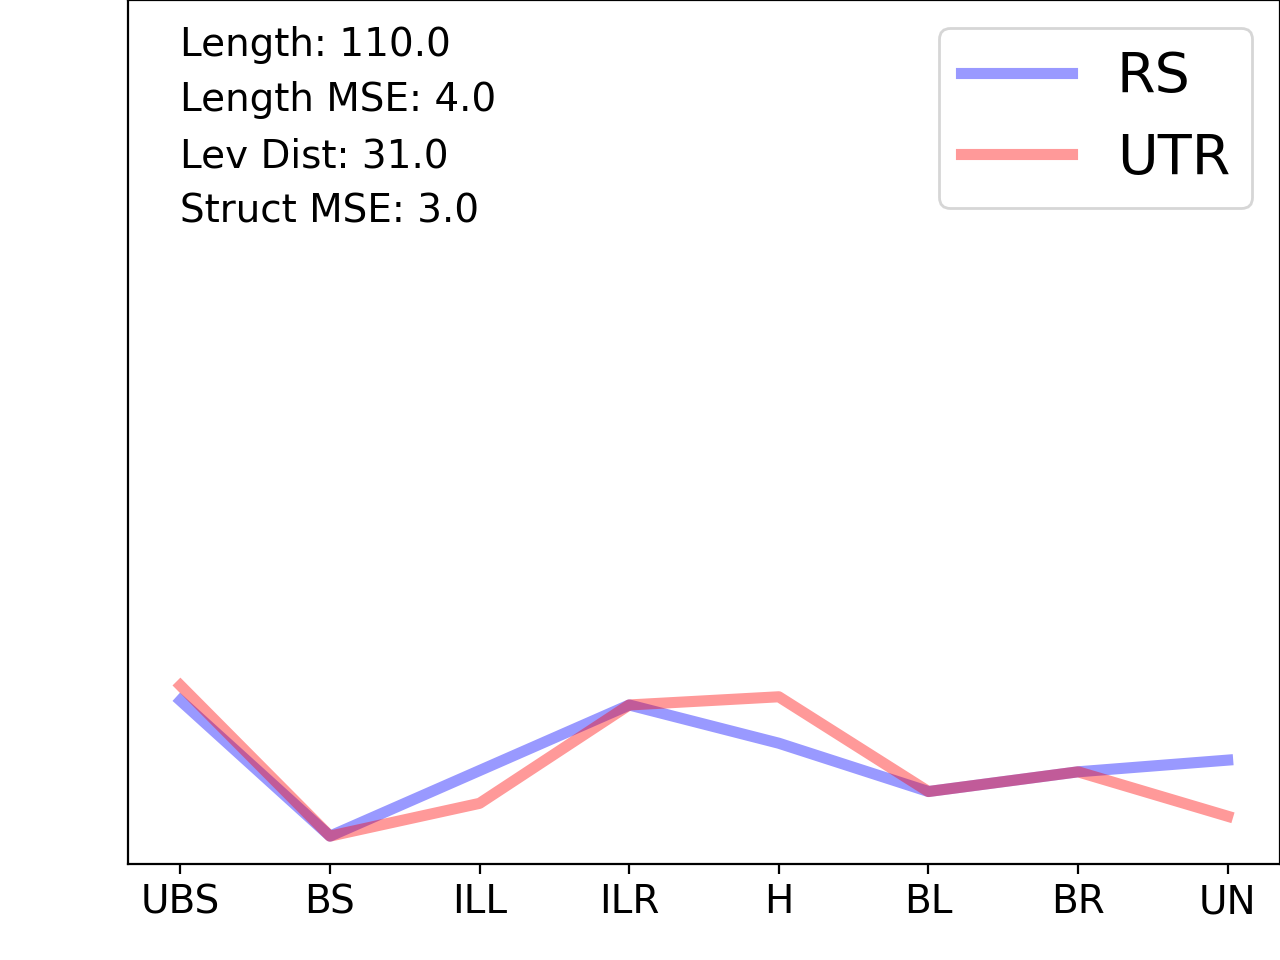 Length: 110.0
Length MSE: 4.0
Lev Dist: 31.0
Struct MSE: 3.0
RS
UTR
UBS BS ILL ILR H BL BR UN